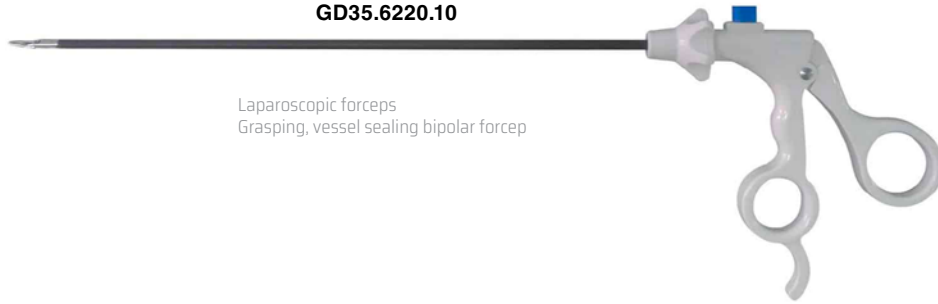 GD35.6220.10
Laparoscopic forceps
Grasping, vessel sealing bipolar forcep